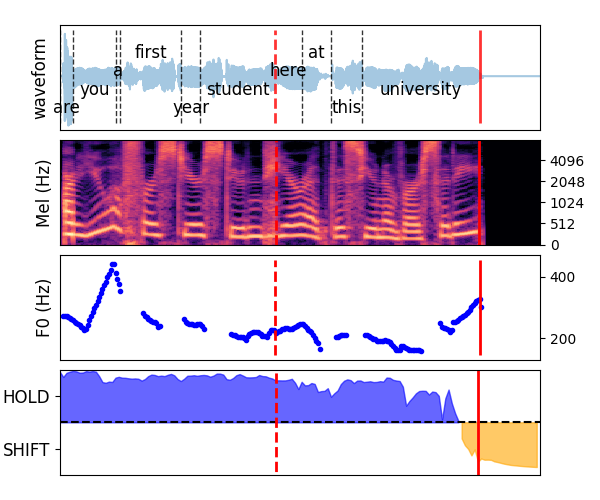 waveform
are
you
a
first
year
student
here
at
this
university
Mel (Hz)
4096
2048
1024
512
0
F0 (Hz)
400
200
HOLD
SHIFT